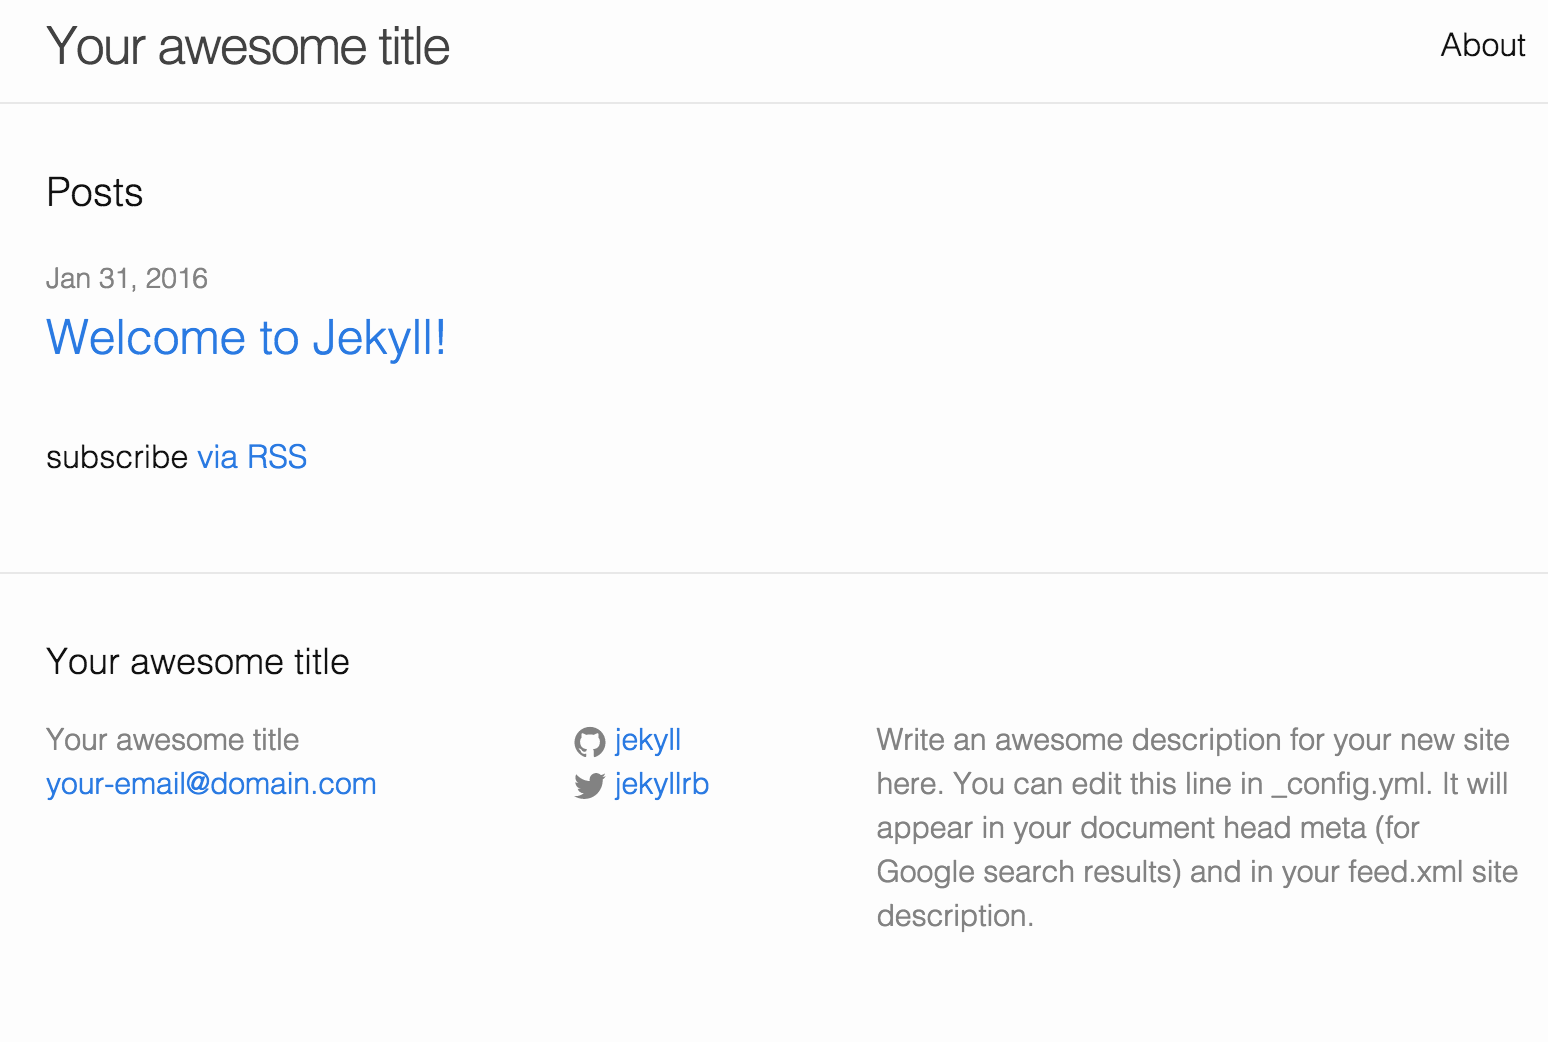 Your awesome title
About
Posts
Jan 31, 2016
Welcome to Jekyll!
subscribe via RSS
Your awesome title
Your awesome title
your-email@domain.com
jekyll
jekyllrb
Write an awesome description for your new site
here. You can edit this line in _config.yml. It will
appear in your document head meta (for
Google search results) and in your feed.xml site
description.